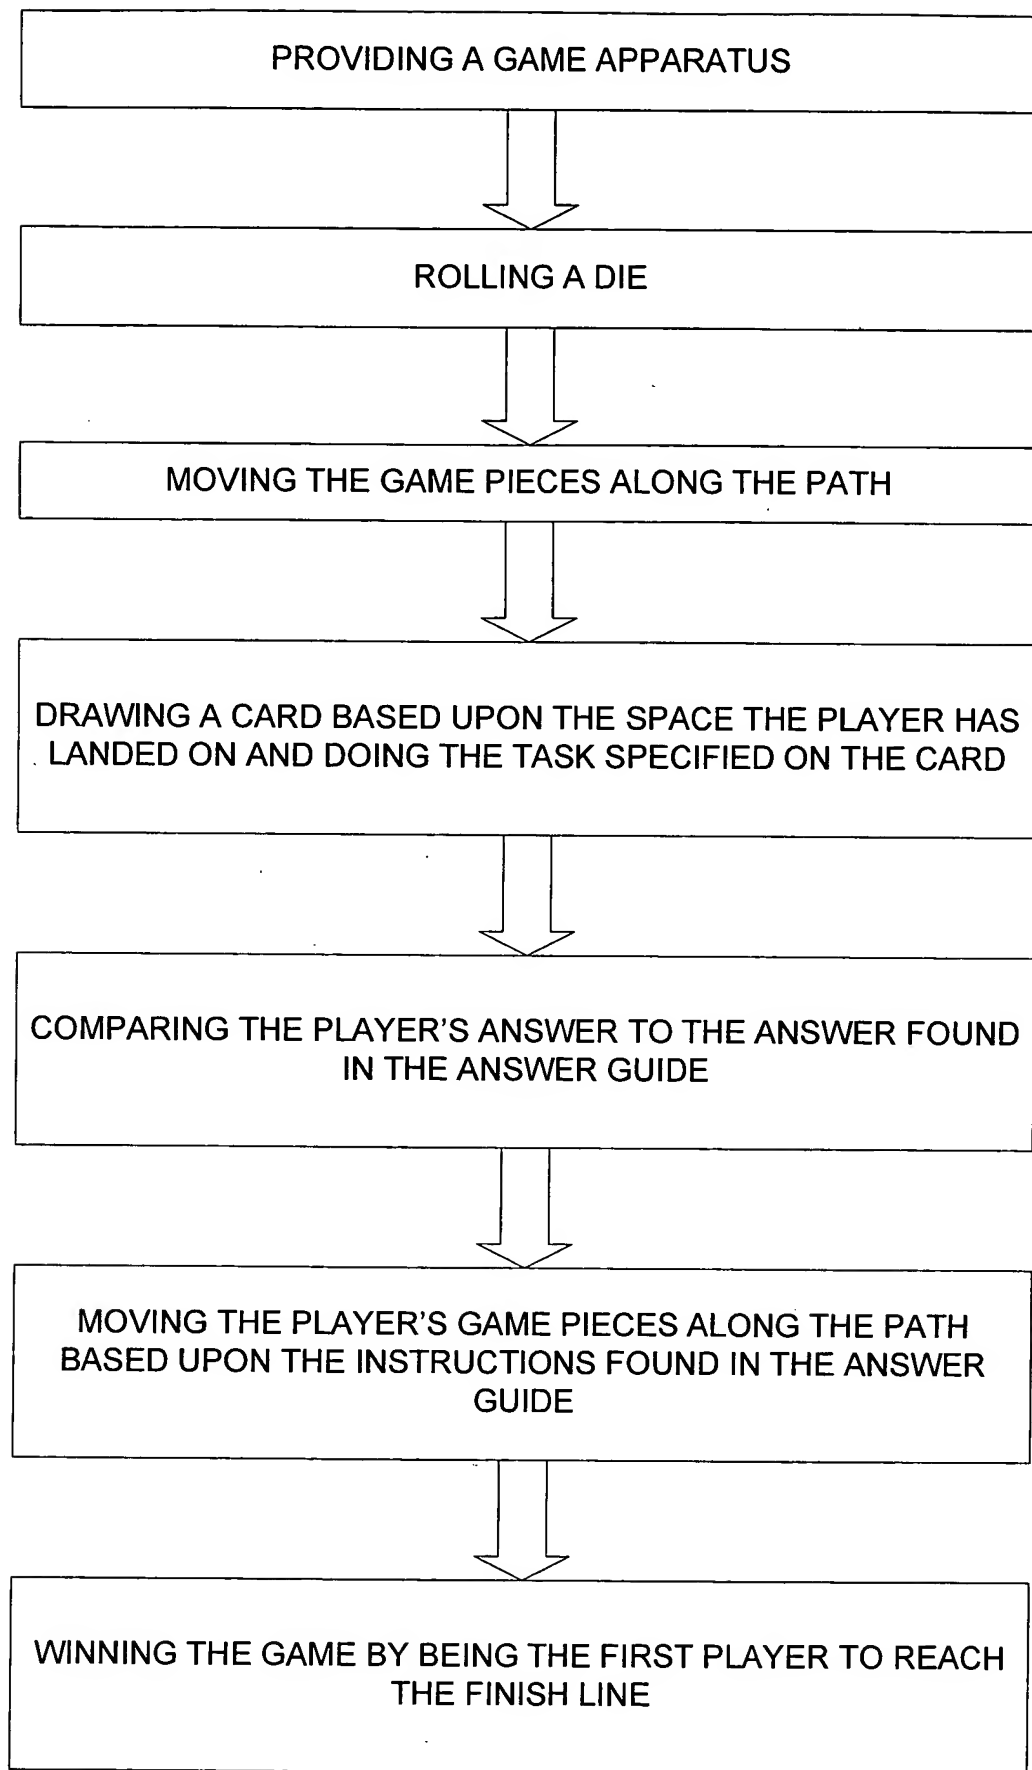 PROVIDING A GAME APPARATUS
ROLLING A DIE
MOVING THE GAME PIECES ALONG THE PATH
DRAWING A CARD BASED UPON THE SPACE THE PLAYER HAS
LANDED ON AND DOING THE TASK SPECIFIED ON THE CARD
COMPARING THE PLAYER'S ANSWER TO THE ANSWER FOUND
IN THE ANSWER GUIDE
MOVING THE PLAYER'S GAME PIECES ALONG THE PATH
BASED UPON THE INSTRUCTIONS FOUND IN THE ANSWER
GUIDE
WINNING THE GAME BY BEING THE FIRST PLAYER TO REACH
THE FINISH LINE